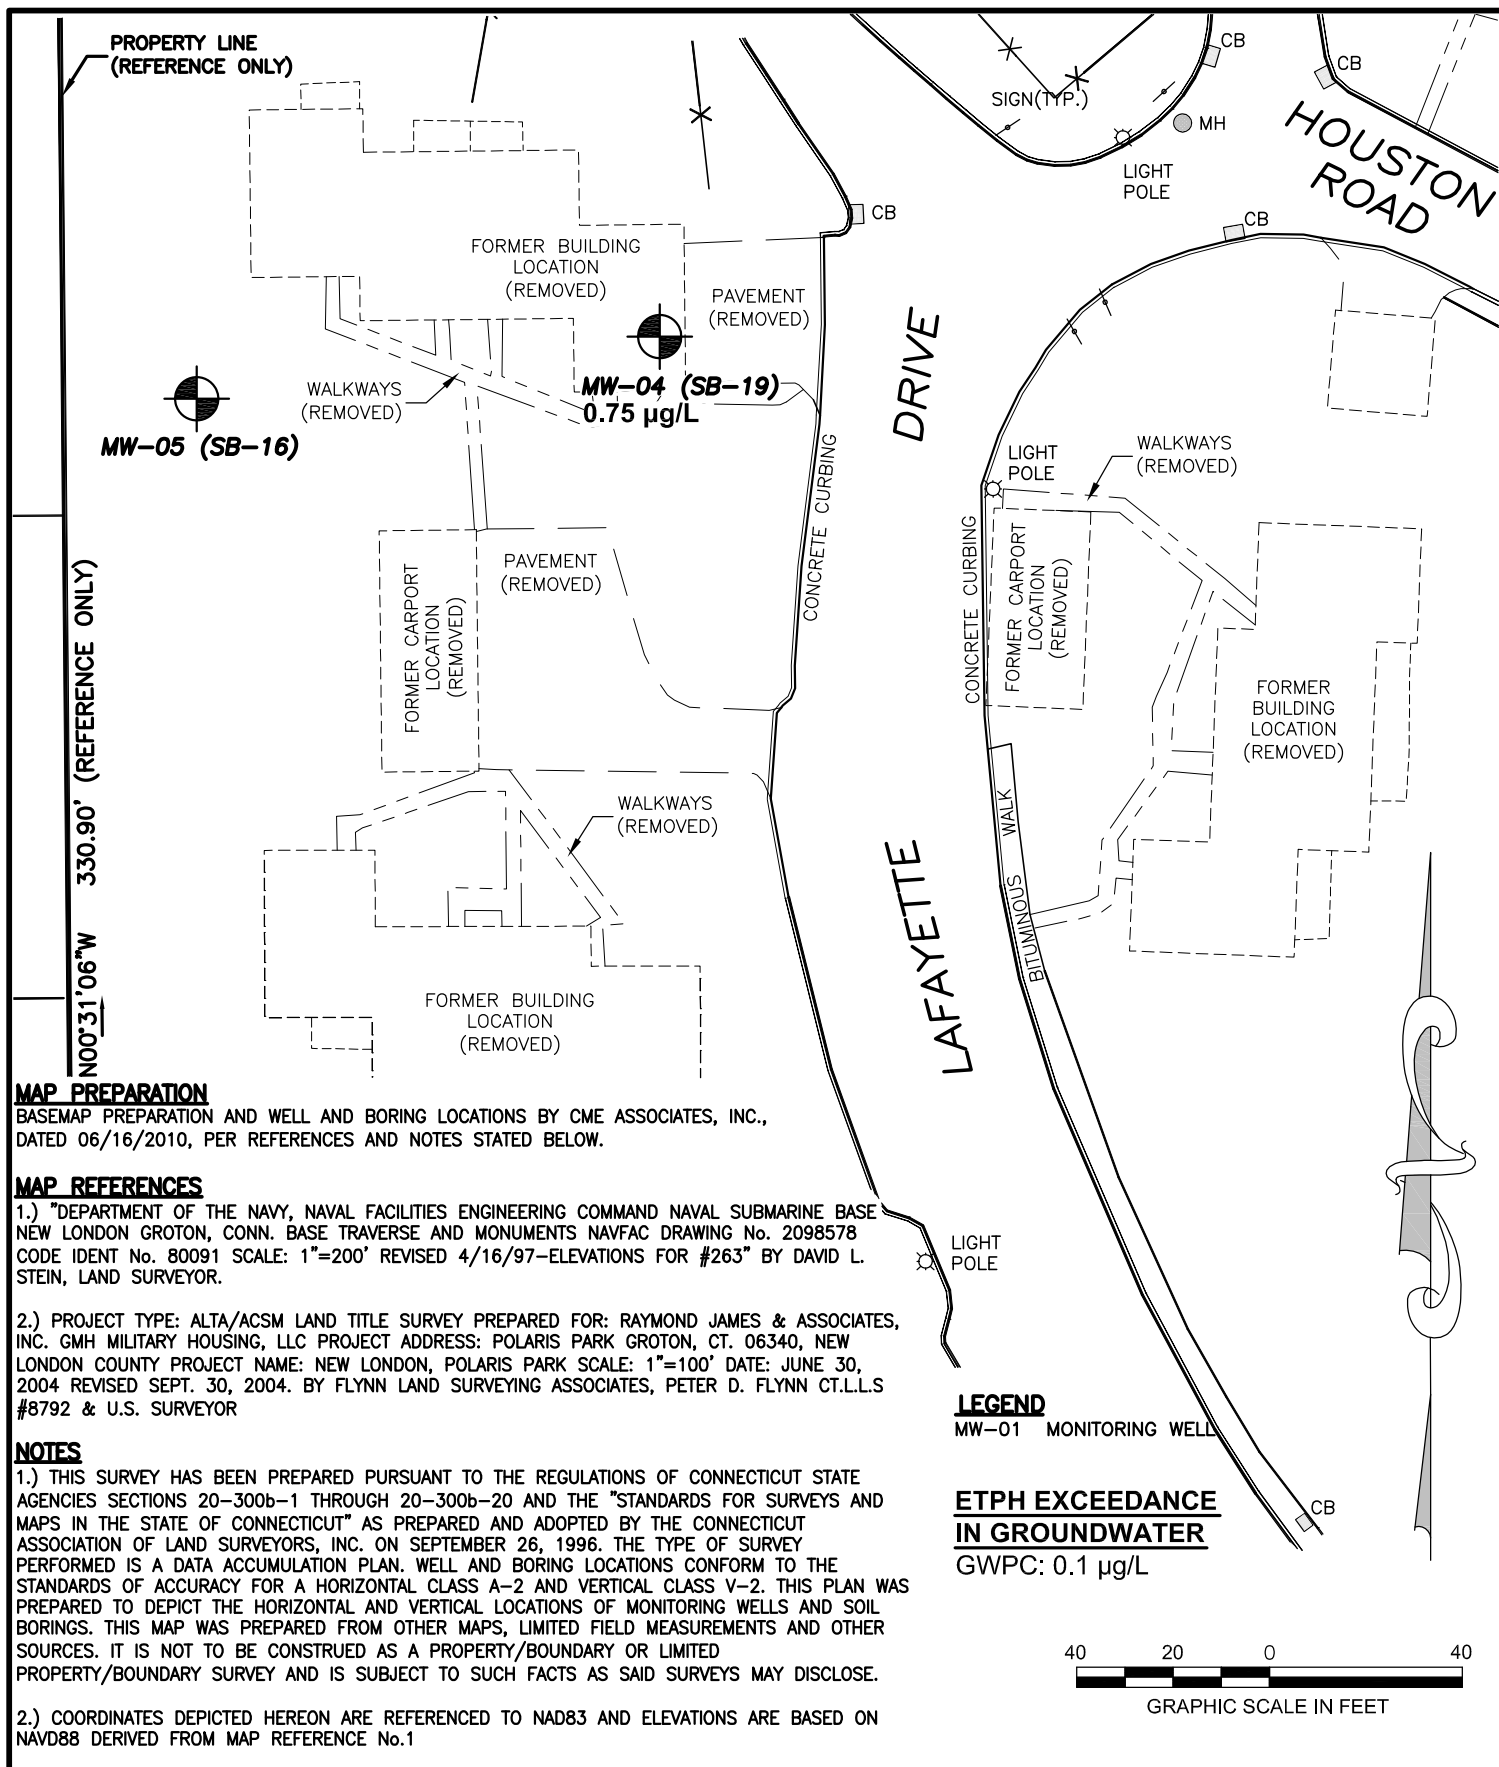 PROPERTY LINE
(REFERENCE ONLY)
CB
CB
SIGN(TYP.)
MH
LIGHT
POLE
HOUSTON
ROAD
CB
CB
FORMER BUILDING
LOCATION
(REMOVED)
PAVEMENT
(REMOVED)
DRIVE
WALKWAYS
(REMOVED)
MW-04 (SB-19)
0.75 µg/L
MW-05 (SB-16)
CONCRETE CURBING
LIGHT
POLE
WALKWAYS
(REMOVED)
PAVEMENT
(REMOVED)
FORMER CARPORT
LOCATION
(REMOVED)
CONCRETE CURBING
FORMER CARPORT
LOCATION
(REMOVED)
FORMER
BUILDING
LOCATION
(REMOVED)
N00°31'06"W 330.90' (REFERENCE ONLY)
WALKWAYS
(REMOVED)
BITUMINOUS WALK
LAFAYETTE
FORMER BUILDING
LOCATION
(REMOVED)
MAP PREPARATION
BASEMAP PREPARATION AND WELL AND BORING LOCATIONS BY CME ASSOCIATES, INC.,
DATED 06/16/2010, PER REFERENCES AND NOTES STATED BELOW.
MAP REFERENCES
1.) "DEPARTMENT OF THE NAVY, NAVAL FACILITIES ENGINEERING COMMAND NAVAL SUBMARINE BASE
NEW LONDON GROTON, CONN. BASE TRAVERSE AND MONUMENTS NAVFAC DRAWING No. 2098578
CODE IDENT No. 80091 SCALE: 1"=200' REVISED 4/16/97-ELEVATIONS FOR #263" BY DAVID L.
STEIN, LAND SURVEYOR.
2.) PROJECT TYPE: ALTA/ACSM LAND TITLE SURVEY PREPARED FOR: RAYMOND JAMES & ASSOCIATES,
INC. GMH MILITARY HOUSING, LLC PROJECT ADDRESS: POLARIS PARK GROTON, CT. 06340, NEW
LONDON COUNTY PROJECT NAME: NEW LONDON, POLARIS PARK SCALE: 1"=100' DATE: JUNE 30,
2004 REVISED SEPT. 30, 2004. BY FLYNN LAND SURVEYING ASSOCIATES, PETER D. FLYNN CT.L.L.S
#8792 & U.S. SURVEYOR
LIGHT
POLE
NOTES
1.) THIS SURVEY HAS BEEN PREPARED PURSUANT TO THE REGULATIONS OF CONNECTICUT STATE
AGENCIES SECTIONS 20-300b-1 THROUGH 20-300b-20 AND THE "STANDARDS FOR SURVEYS AND
MAPS IN THE STATE OF CONNECTICUT" AS PREPARED AND ADOPTED BY THE CONNECTICUT
ASSOCIATION OF LAND SURVEYORS, INC. ON SEPTEMBER 26, 1996. THE TYPE OF SURVEY
PERFORMED IS A DATA ACCUMULATION PLAN. WELL AND BORING LOCATIONS CONFORM TO THE
STANDARDS OF ACCURACY FOR A HORIZONTAL CLASS A-2 AND VERTICAL CLASS V-2. THIS PLAN WAS
PREPARED TO DEPICT THE HORIZONTAL AND VERTICAL LOCATIONS OF MONITORING WELLS AND SOIL
BORINGS. THIS MAP WAS PREPARED FROM OTHER MAPS, LIMITED FIELD MEASUREMENTS AND OTHER
SOURCES. IT IS NOT TO BE CONSTRUED AS A PROPERTY/BOUNDARY OR LIMITED
PROPERTY/BOUNDARY SURVEY AND IS SUBJECT TO SUCH FACTS AS SAID SURVEYS MAY DISCLOSE.
2.) COORDINATES DEPICTED HEREON ARE REFERENCED TO NAD83 AND ELEVATIONS ARE BASED ON
NAVD88 DERIVED FROM MAP REFERENCE No.1
LEGEND
MW-01 MONITORING WELL
ETPH EXCEEDANCE
IN GROUNDWATER
GWPC: 0.1 µg/L
CB
40 20 0 40
GRAPHIC SCALE IN FEET